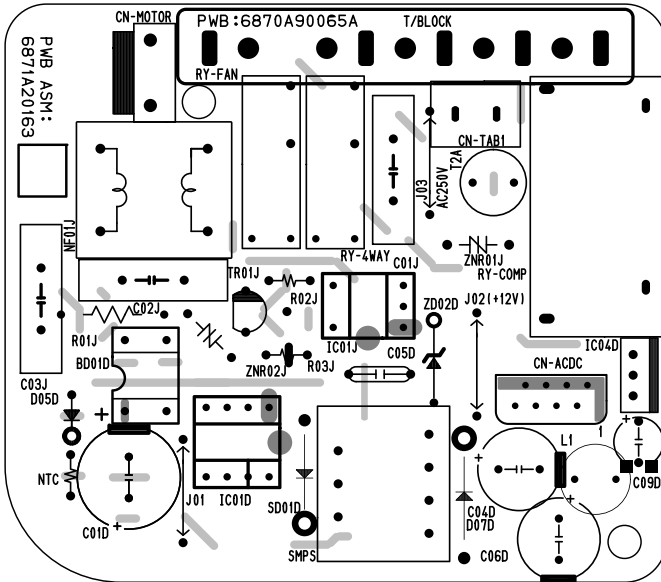 CN-MOTOR
PWB:6870A90065A
T/BLOCK
PWB ASM:
6871A20163
RY-FAN
CN-TAB1
T2A
AC250V
J03
NF01J
RY-4WAY
C01J
ZNR01J
RY-COMP
TR01J
R02J
ZD02D
J02(+12V)
C02J
R01J
IC01J
C05D
IC04D
BD01D
ZNR02J
R03J
CN-ACDC
C03J
D05D
+
L1
1
+
+
NTC
J01
IC01D
SD01D
C04D
D07D
C09D
+
C01D
+
SMPS
C06D